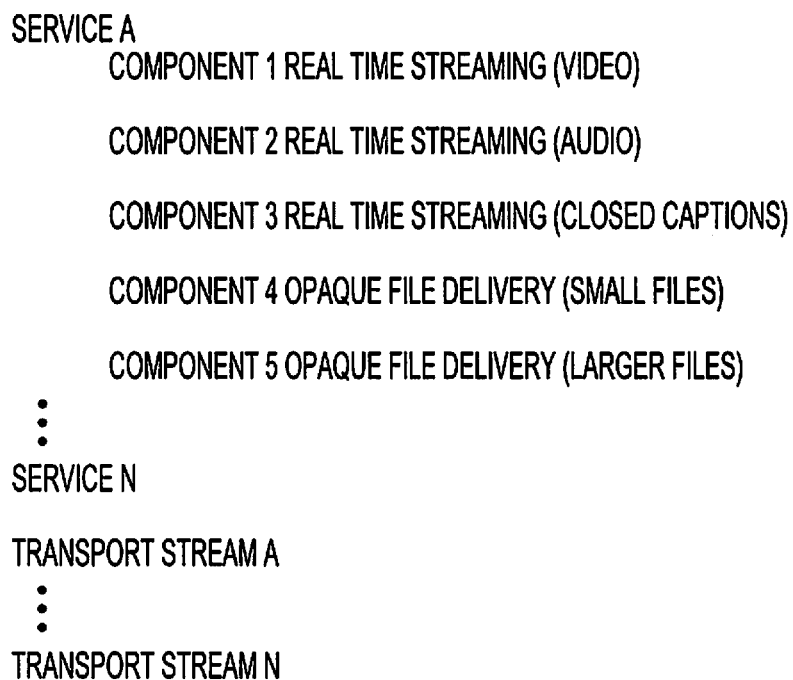 SERVICE A
COMPONENT 1 REAL TIME STREAMING (VIDEO)
COMPONENT 2 REAL TIME STREAMING (AUDIO)
COMPONENT 3 REAL TIME STREAMING (CLOSED CAPTIONS)
COMPONENT 4 OPAQUE FILE DELIVERY (SMALL FILES)
COMPONENT 5 OPAQUE FILE DELIVERY (LARGER FILES)
SERVICE N
TRANSPORT STREAM A
TRANSPORT STREAM N